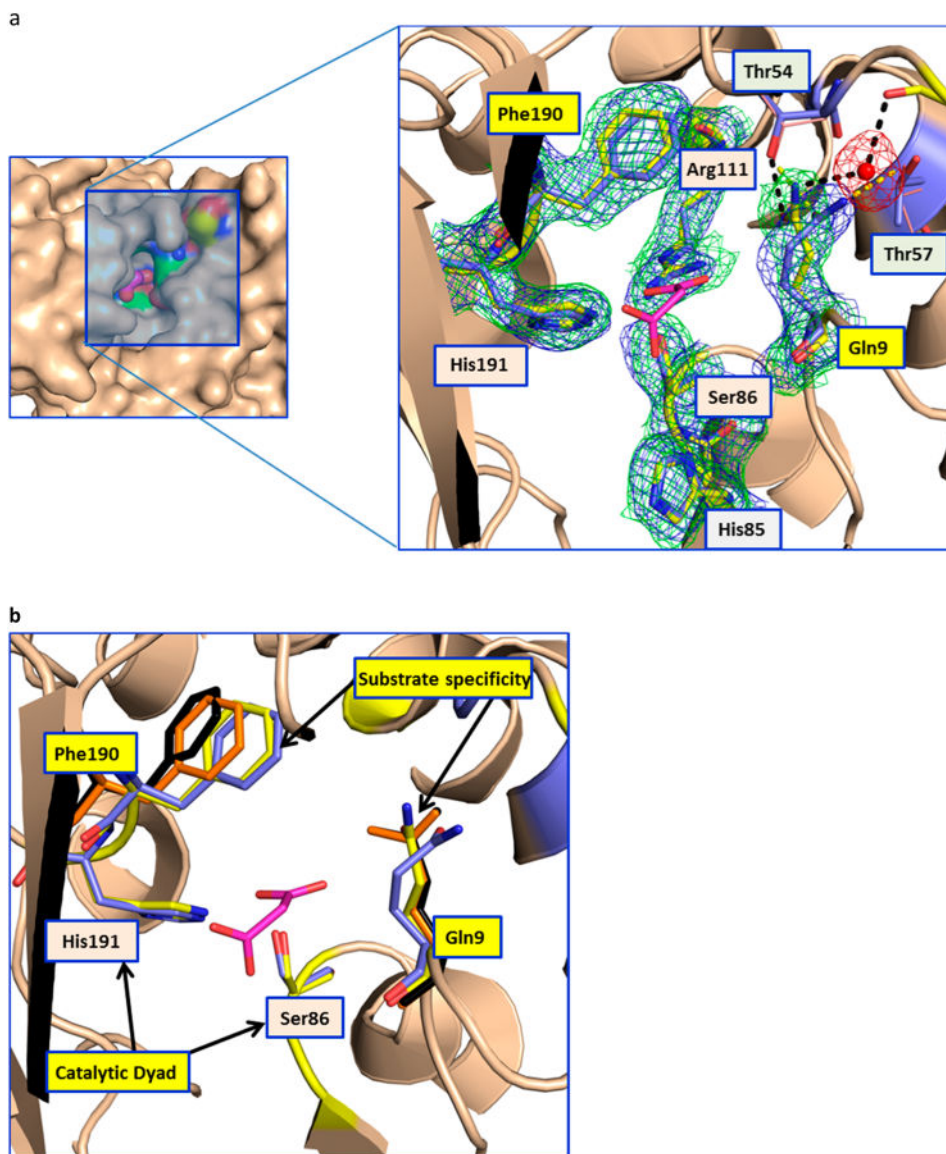 a
Thr54
Phe190
Arg111
Thr57
Gln9
His191
Ser86
His85
b
Substrate specificity
Phe190
His191
Gln9
Ser86
Catalytic Dyad